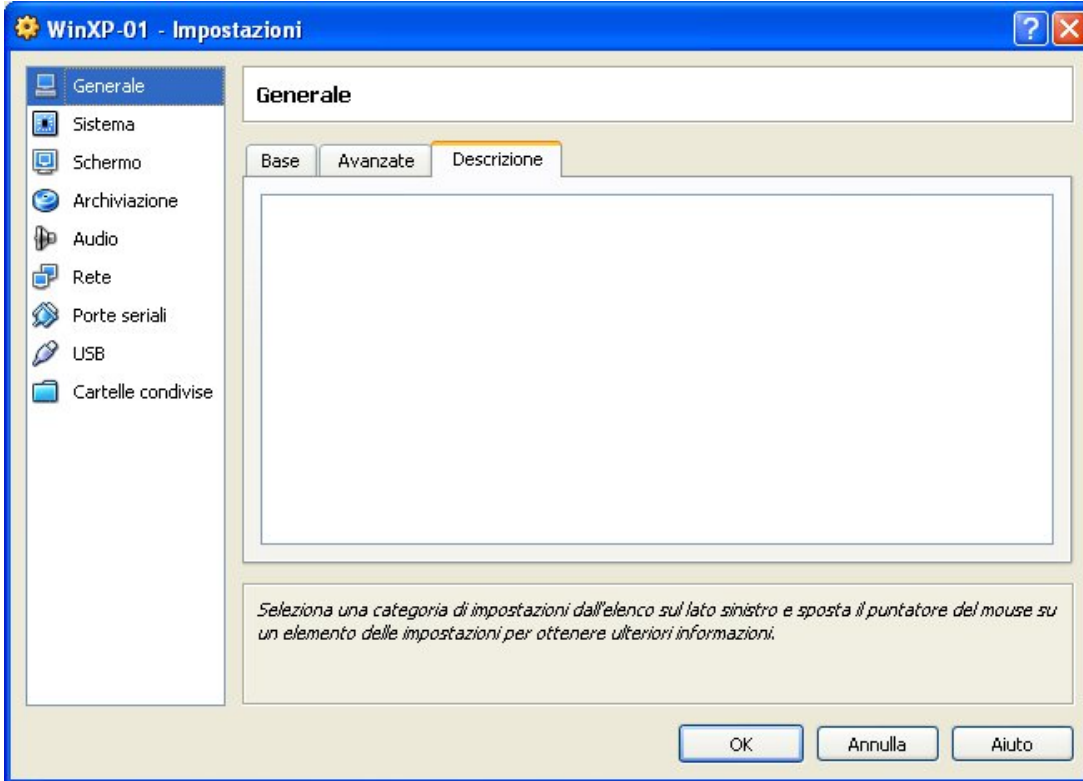 WinXP-01 - Impostazioni
Generale
Sistema
Schermo
Archiviazione
Audio
Rete
Porte seriali
USB
Cartelle condivise
Generale
Base Avanzate Descrizione
Seleziona una categoria di impostazioni dall'elenco sul lato sinistro e sposta il puntatore del mouse su
un elemento delle impostazioni per ottenere ulteriori informazioni.
OK Annulla Aiuto